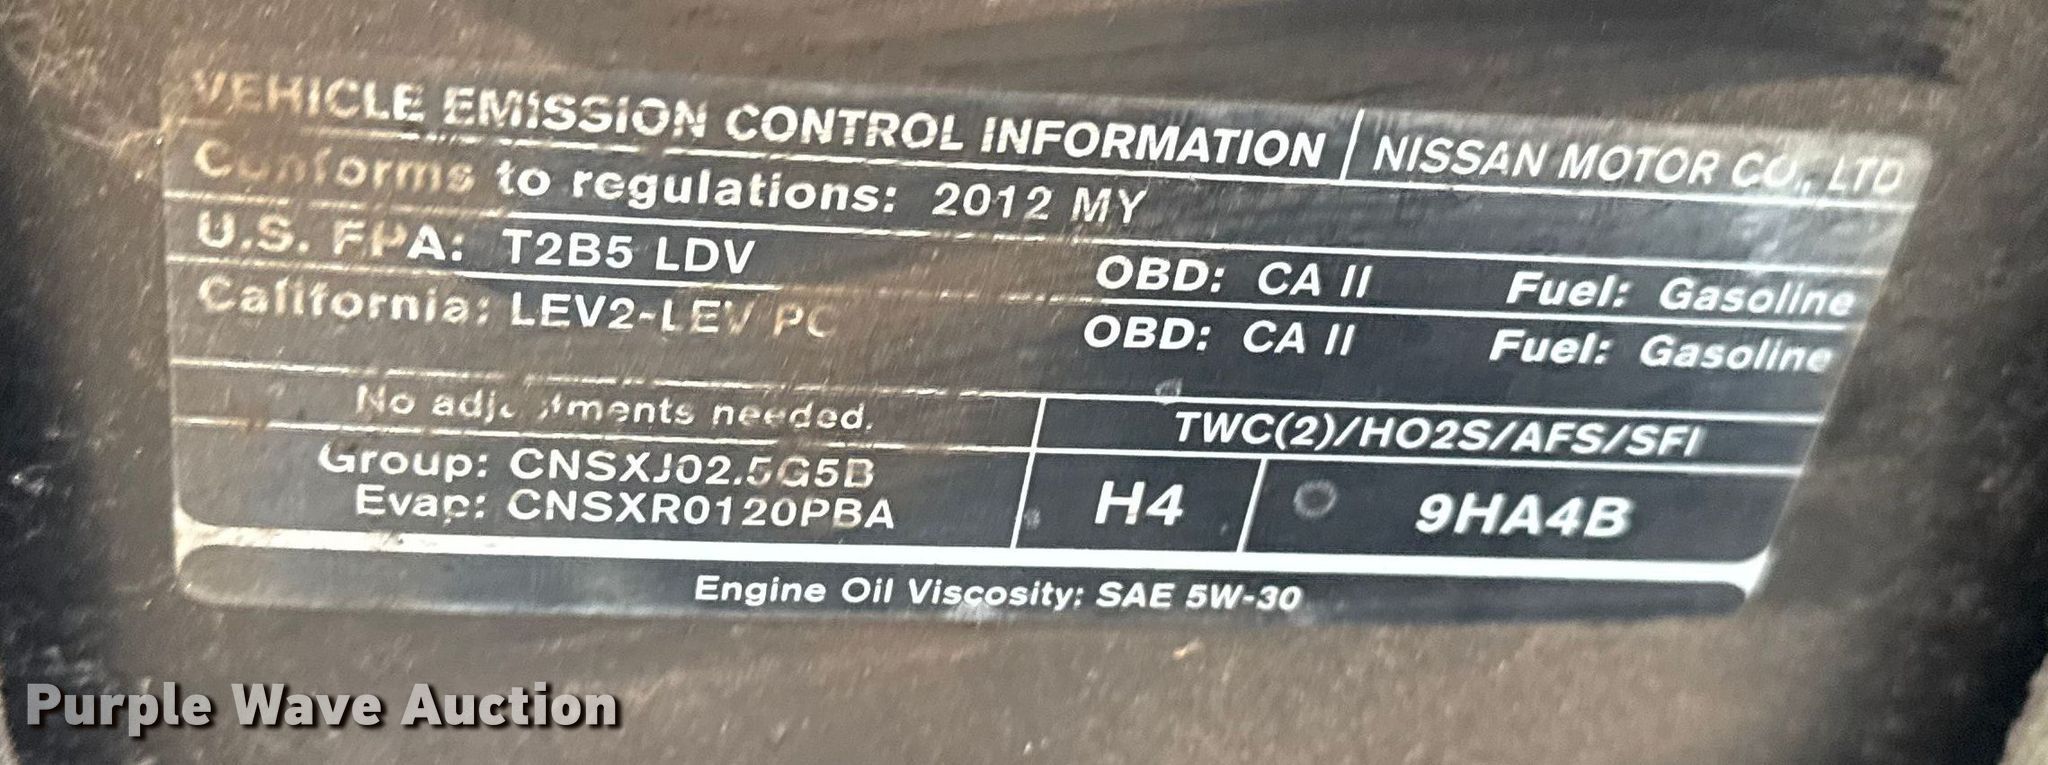 VEHICLE EMISSION CONTROL INFORMATION NISSAN MOTOR CO., LTD
Conforms to regulations: 2012 MY
U.S. EPA: T2B5 LDV OBD: CA II Fuel: Gasoline
California: LEV2-LEV PC OBD: CA II Fuel: Gasoline
No adjustments needed.
TWC(2)/HO2S/AFS/SFI
Group: CNSXJ02.5G5B
Evap: CNSXR0120PBA
H4
9HA4B
Engine Oil Viscosity: SAE 5W-30
Purple Wave Auction